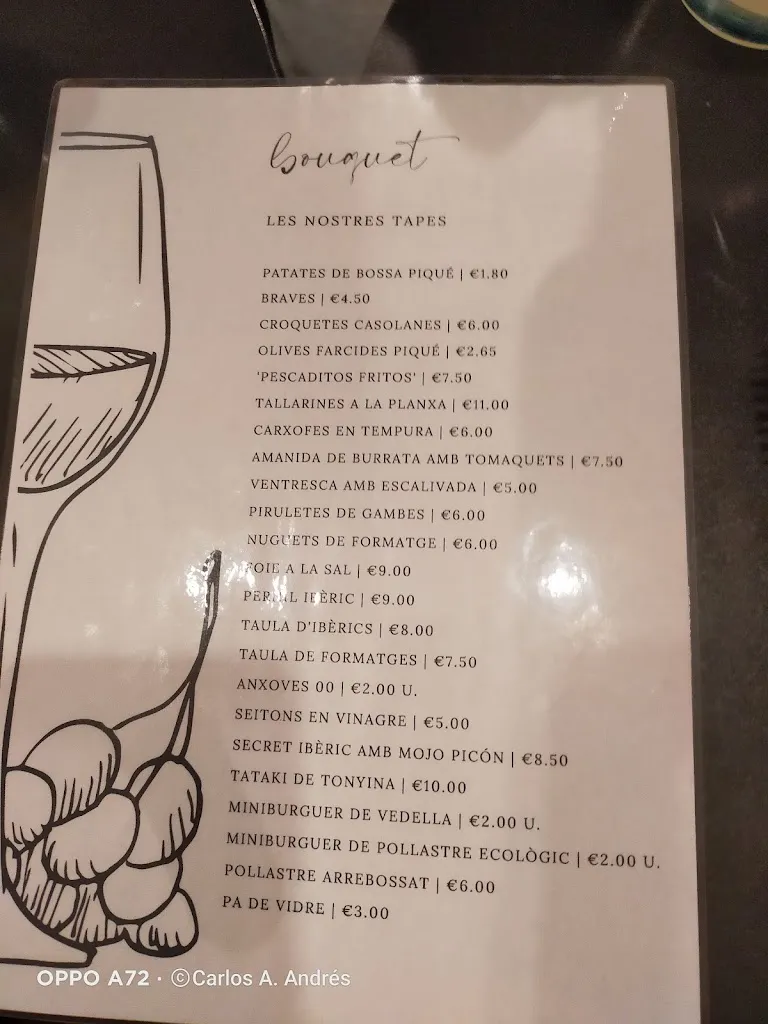 bouquet
LES NOSTRES TAPES
PATATES DE BOSSA PIQUÉ | €1.80
BRAVES | €4.50
CROQUETES CASOLANES | €6.00
OLIVES FARCIDES PIQUÉ | €2.65
'PESCADITOS FRITOS' | €7.50
TALLARINES A LA PLANXA | €11.00
CARXOFES EN TEMPURA | €6.00
AMANIDA DE BURRATA AMB TOMAQUETS | €7.50
VENTRESCA AMB ESCALIVADA | €5.00
PIRULETES DE GAMBES | €6.00
NUGUETS DE FORMATGE | €6.00
FOIE A LA SAL | €9.00
PERNIL IBÈRIC | €9.00
TAULA D'IBÈRICS | €8.00
TAULA DE FORMATGES | €7.50
ANXOVES 00 | €2.00 U.
SEITONS EN VINAGRE | €5.00
SECRET IBÈRIC AMB MOJO PICÓN | €8.50
TATAKI DE TONYINA | €10.00
MINIBURGUER DE VEDELLA | €2.00 U.
MINIBURGUER DE POLLASTRE ECOLÒGIC | €2.00 U.
POLLASTRE ARREBOSSAT | €6.00
PA DE VIDRE | €3.00
OPPO A72 · ©Carlos A. Andrés